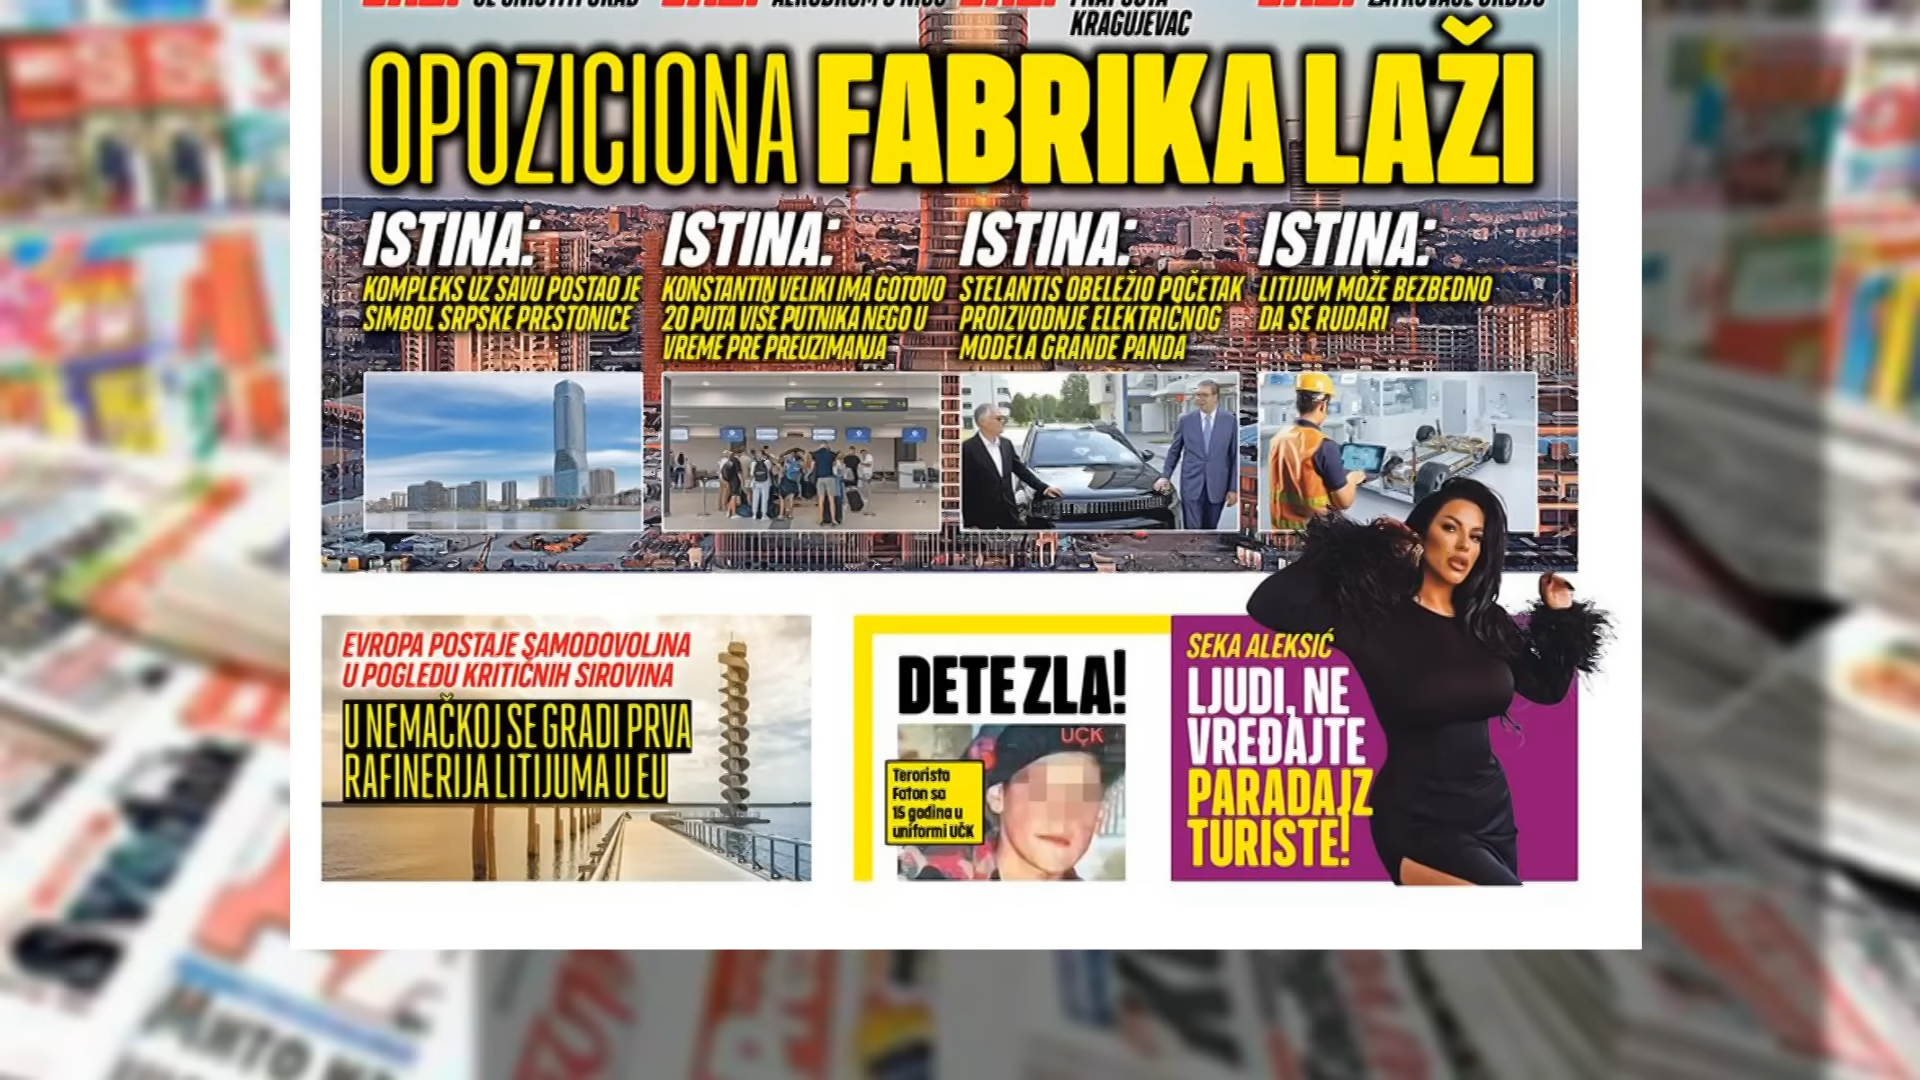 KRAGUJEVAC
OPOZICIONA FABRIKA LAŽI
ISTINA:
KOMPLEKS UZ SAVU POSTAO JE
SIMBOL SRPSKE PRESTONICE
ISTINA:
KONSTANTIN VELIKI IMA GOTOVO
20 PUTA VIŠE PUTNIKA NEGO U
VREME PRE PREUZIMANJA
ISTINA:
STELANTIS OBELEŽIO POČETAK
PROIZVODNJE ELEKTRIČNOG
MODELA GRANDE PANDA
ISTINA:
LITIJUM MOŽE BEZBEDNO
DA SE RUDARI
EVROPA POSTAJE SAMODOVOLJNA
U POGLEDU KRITIČNIH SIROVINA
U NEMAČKOJ SE GRADI PRVA
RAFINERIJA LITIJUMA U EU
DETE ZLA!
UÇK
Terorista
Faton sa
15 godina u
uniformi UČK
SEKA ALEKSIĆ
LJUDI, NE
VREĐAJTE
PARADAJZ
TURISTE!